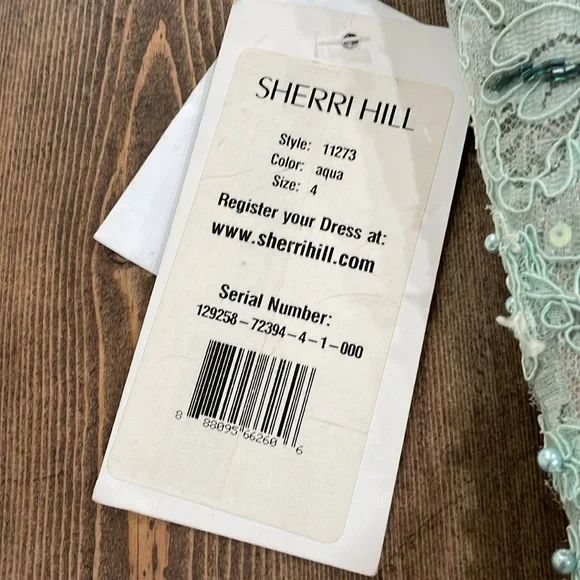 SHERRI HILL
Style: 11273
Color: aqua
Size: 4
Register your Dress at:
www.sherrihill.com
Serial Number:
129258-72394-4-1-000
8 88095 66260 6